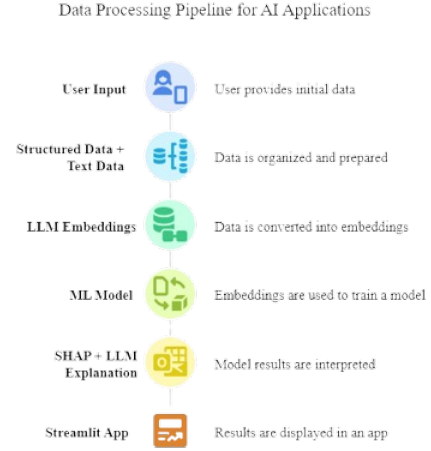 Data Processing Pipeline for AI Applications
User Input
User provides initial data
Structured Data +
Text Data
Data is organized and prepared
LLM Embeddings
Data is converted into embeddings
ML Model
Embeddings are used to train a model
SHAP + LLM
Explanation
Model results are interpreted
Streamlit App
Results are displayed in an app